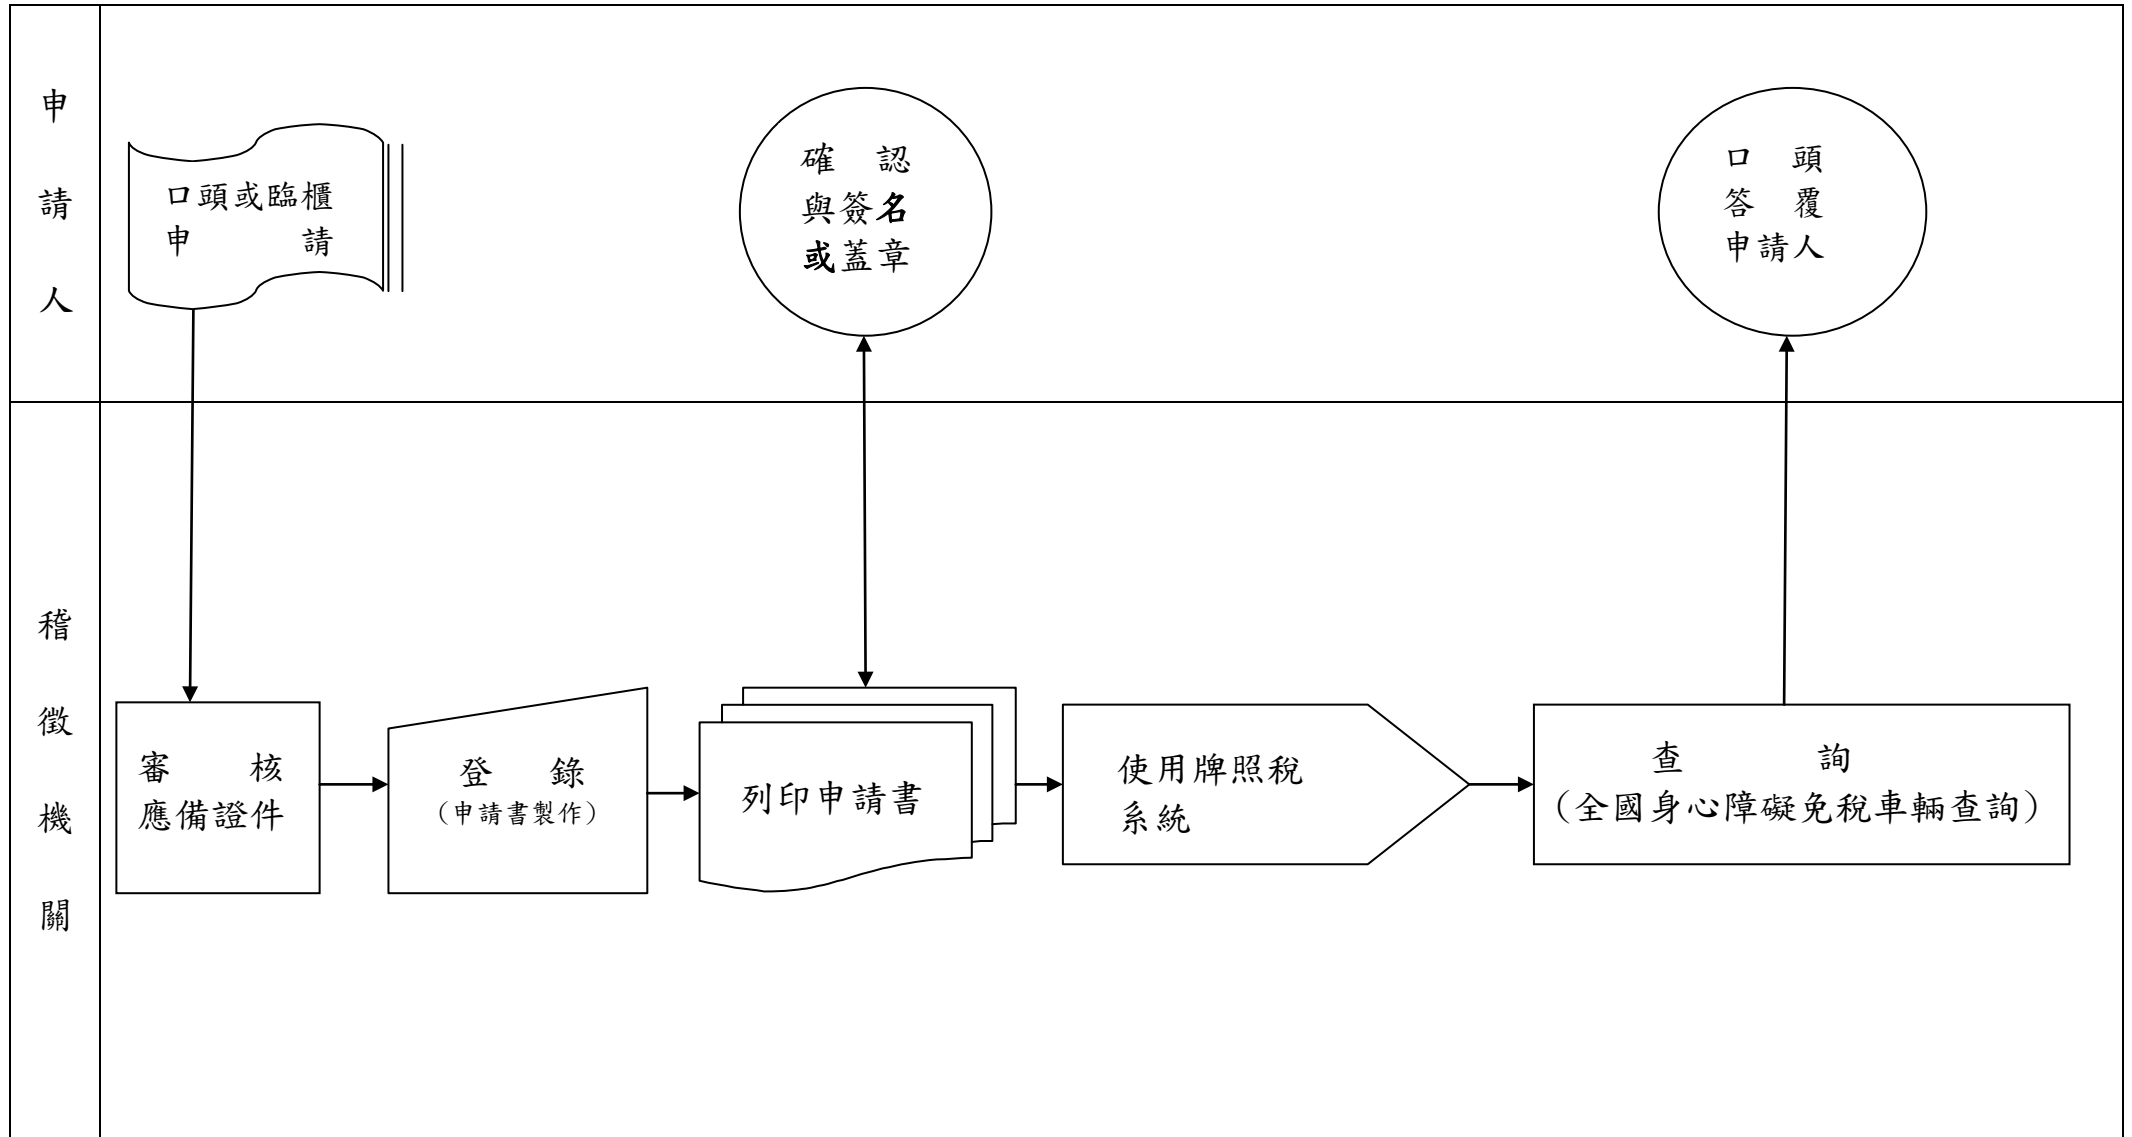 申請人
口頭或臨櫃
申請
確認
與簽名
或蓋章
口頭
答覆
申請人
稽徵機關
審核
應備證件
登錄
（申請書製作）
列印申請書
使用牌照稅
系統
查詢
（全國身心障礙免稅車輛查詢）